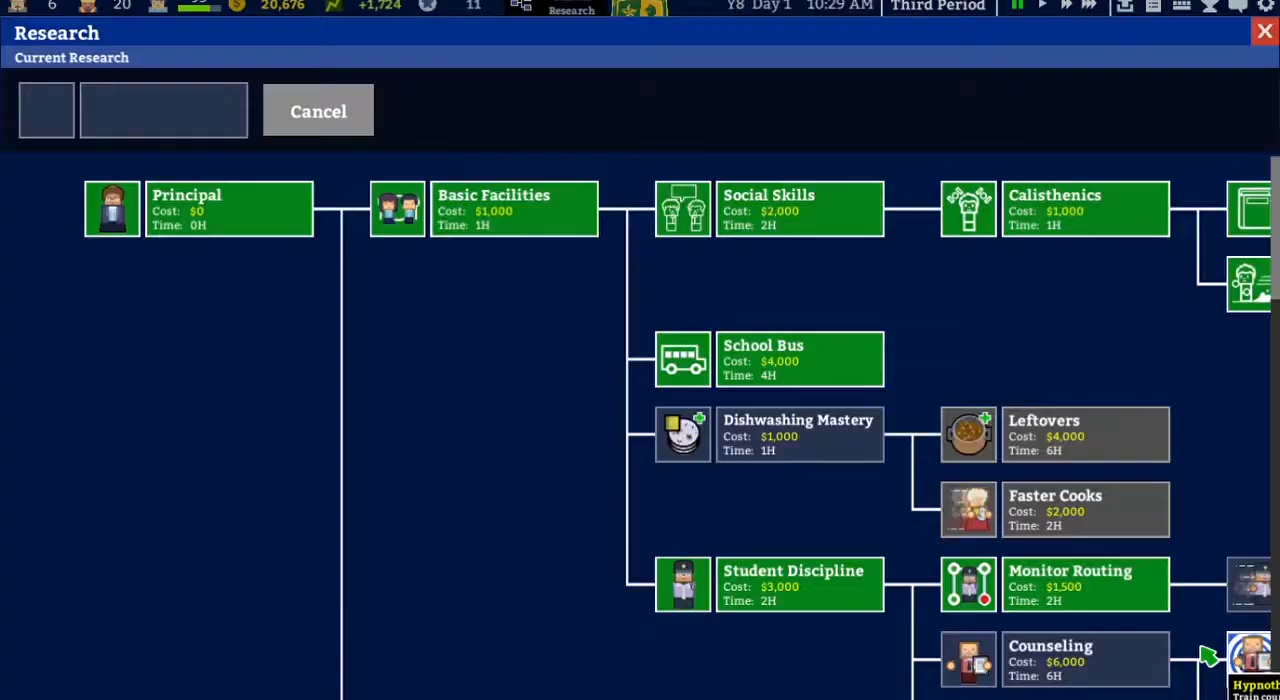 6 20 93 20,676 +1,724 11 Research Y8 Day 1 10:29 AM Third Period
Research X
Current Research
Cancel
Principal
Cost: $0
Time: 0H
Basic Facilities
Cost: $1,000
Time: 1H
Social Skills
Cost: $2,000
Time: 2H
Calisthenics
Cost: $1,000
Time: 1H
School Bus
Cost: $4,000
Time: 4H
Dishwashing Mastery
Cost: $1,000
Time: 1H
Leftovers
Cost: $4,000
Time: 6H
Faster Cooks
Cost: $2,000
Time: 2H
Student Discipline
Cost: $3,000
Time: 2H
Monitor Routing
Cost: $1,500
Time: 2H
Counseling
Cost: $6,000
Time: 6H
Hypnoth
Train cou